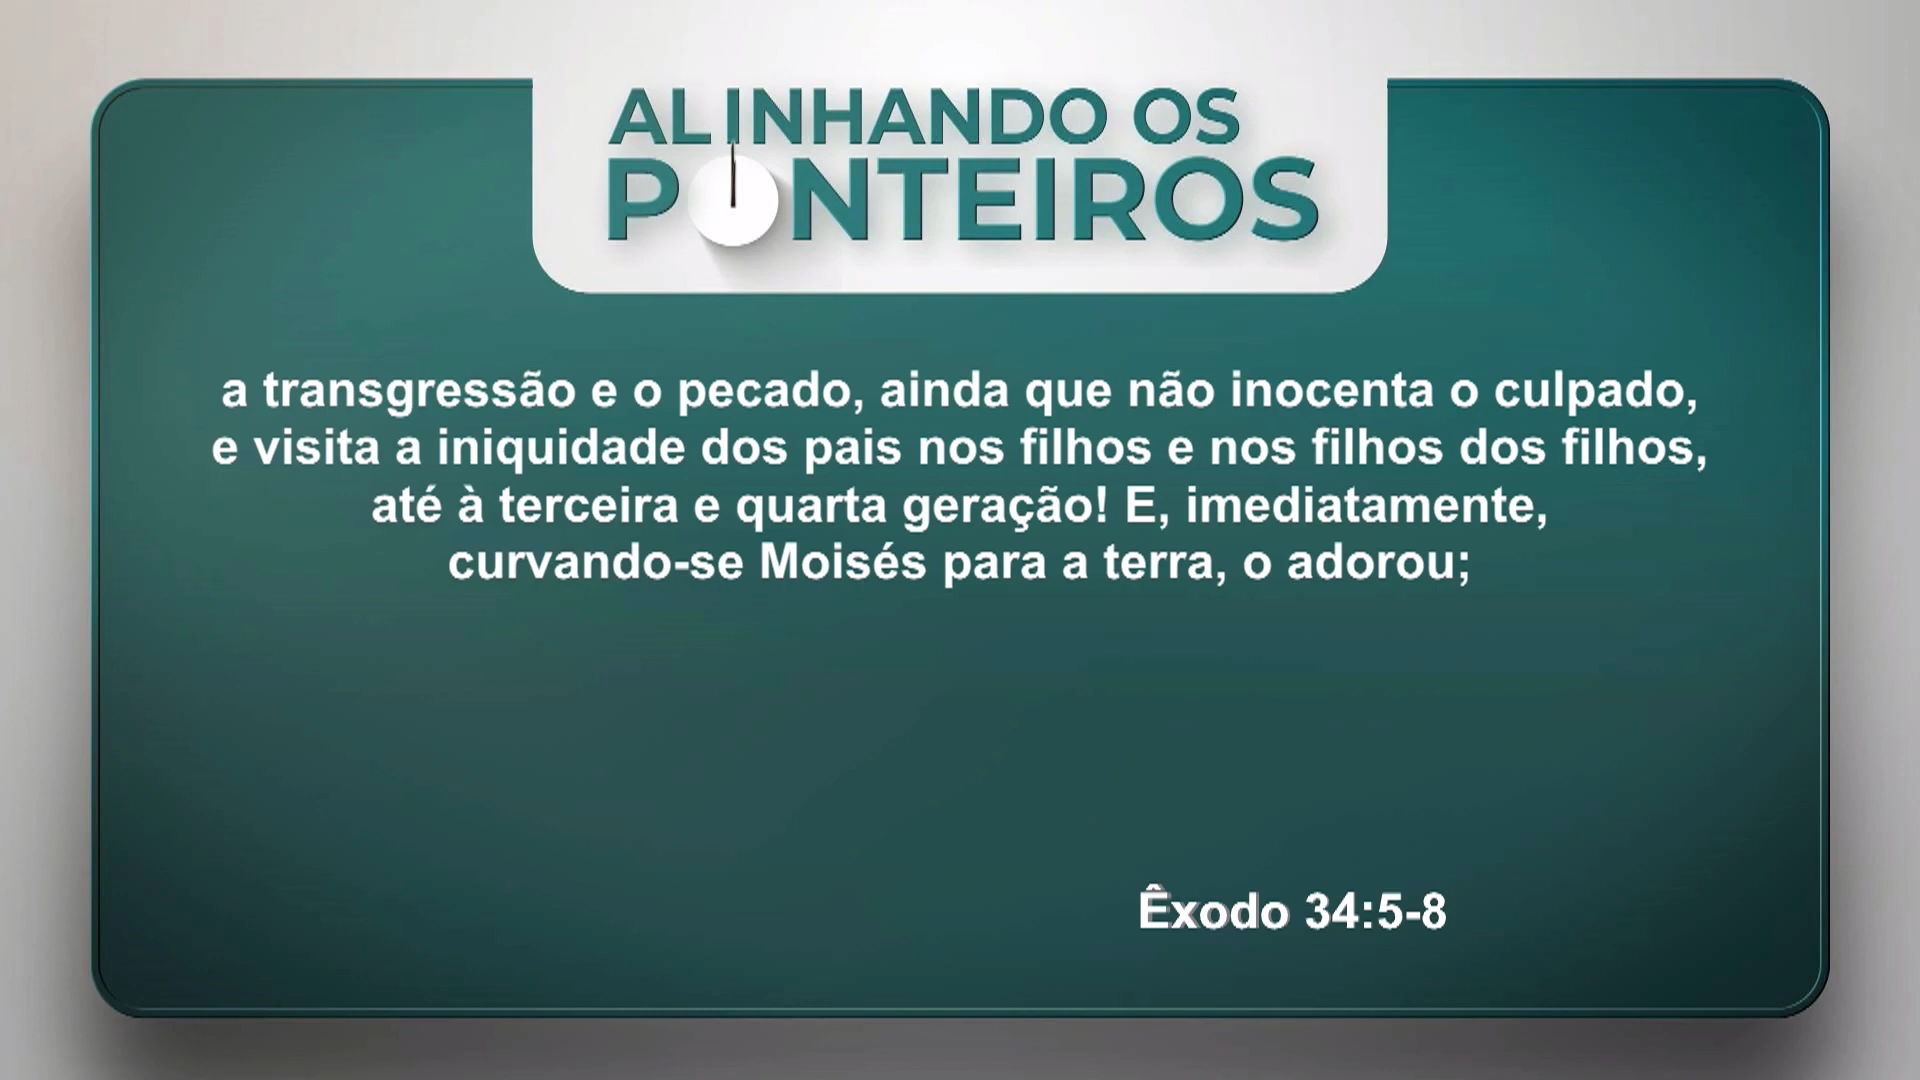 ALINHANDO OS
PONTEIROS
a transgressão e o pecado, ainda que não inocenta o culpado,
e visita a iniquidade dos pais nos filhos e nos filhos dos filhos,
até à terceira e quarta geração! E, imediatamente,
curvando-se Moisés para a terra, o adorou;
Êxodo 34:5-8